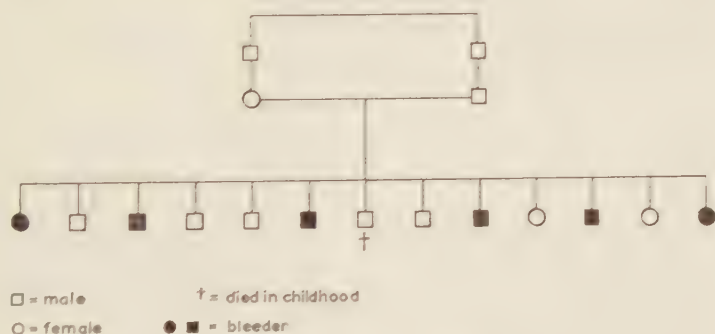 †
□ = male † = died in childhood
○ = female ● ■ = bleeder